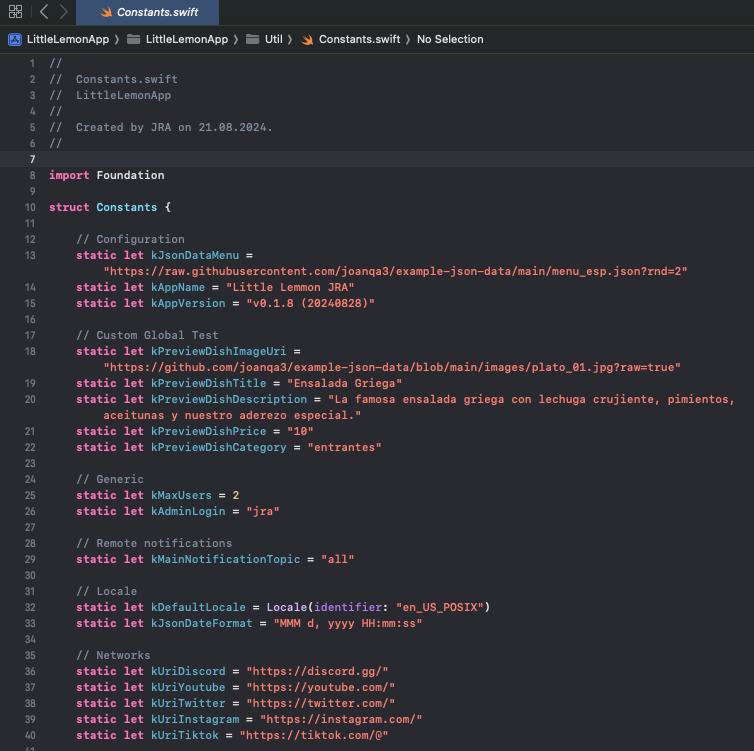 Constants.swift
LittleLemonApp 〉 LittleLemonApp 〉 Util 〉 Constants.swift 〉 No Selection
1 //
2 //  Constants.swift
3 //  LittleLemonApp
4 //
5 //  Created by JRA on 21.08.2024.
6 //
7
8 import Foundation
9
10 struct Constants {
11
12     // Configuration
13     static let kJsonDataMenu =
"https://raw.githubusercontent.com/joanqa3/example-json-data/main/menu_esp.json?rnd=2"
14     static let kAppName = "Little Lemmon JRA"
15     static let kAppVersion = "v0.1.8 (20240828)"
16
17     // Custom Global Test
18     static let kPreviewDishImageUri =
"https://github.com/joanqa3/example-json-data/blob/main/images/plato_01.jpg?raw=true"
19     static let kPreviewDishTitle = "Ensalada Griega"
20     static let kPreviewDishDescription = "La famosa ensalada griega con lechuga crujiente, pimientos,
aceitunas y nuestro aderezo especial."
21     static let kPreviewDishPrice = "10"
22     static let kPreviewDishCategory = "entrantes"
23
24     // Generic
25     static let kMaxUsers = 2
26     static let kAdminLogin = "jra"
27
28     // Remote notifications
29     static let kMainNotificationTopic = "all"
30
31     // Locale
32     static let kDefaultLocale = Locale(identifier: "en_US_POSIX")
33     static let kJsonDateFormat = "MMM d, yyyy HH:mm:ss"
34
35     // Networks
36     static let kUriDiscord = "https://discord.gg/"
37     static let kUriYoutube = "https://youtube.com/"
38     static let kUriTwitter = "https://twitter.com/"
39     static let kUriInstagram = "https://instagram.com/"
40     static let kUriTiktok = "https://tiktok.com/@"